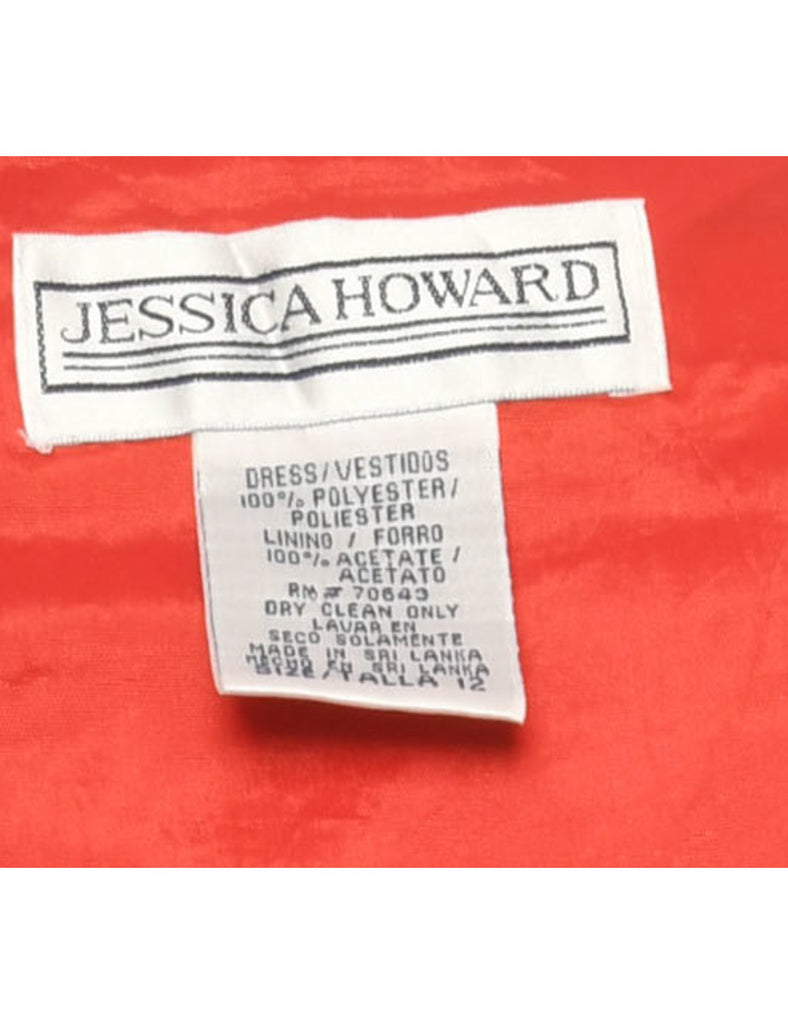 JESSICA HOWARD
DRESS/VESTIDOS
100% POLYESTER/
POLIESTER
LINING / FORRO
100% ACETATE /
ACETATO
RN# 70643
DRY CLEAN ONLY
LAVAR EN
SECO SOLAMENTE
MADE IN SRI LANKA
HECHO EN SRI LANKA
SIZE/TALLA 12